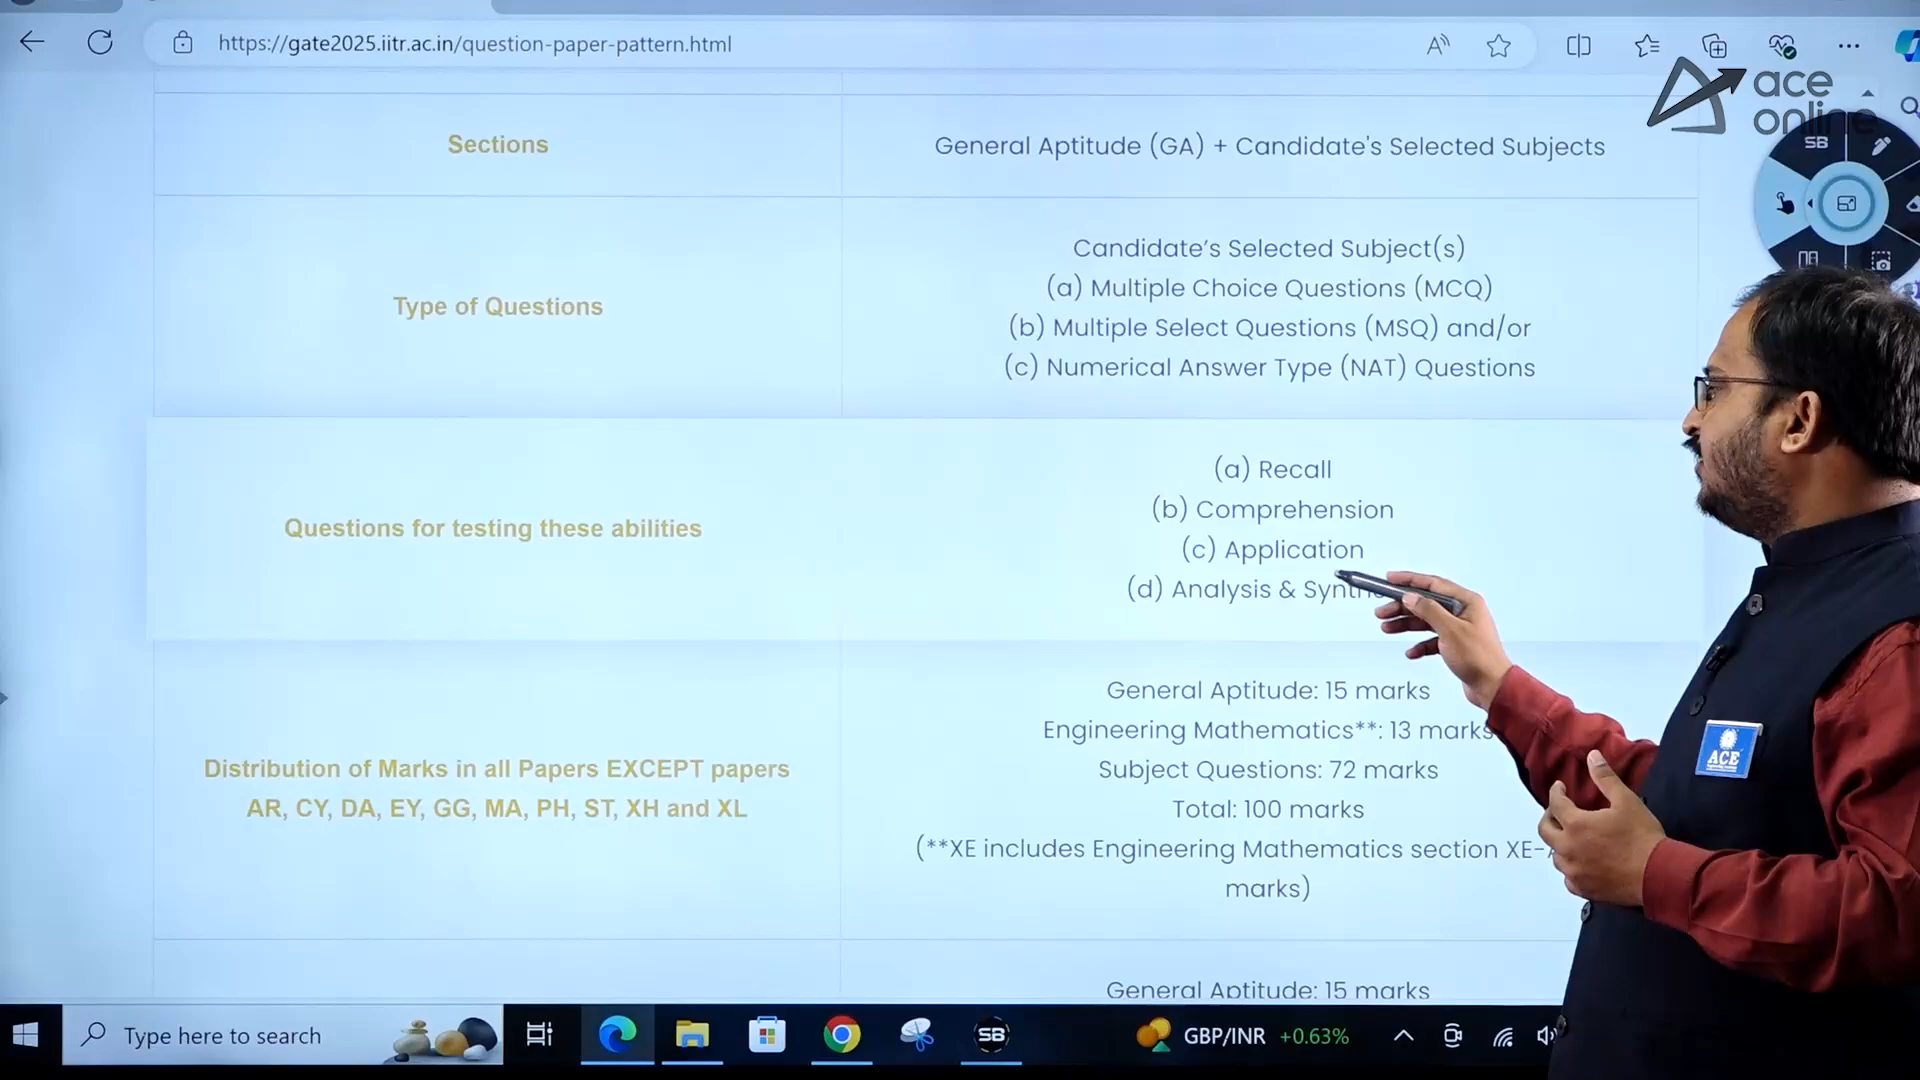 https://gate2025.iitr.ac.in/question-paper-pattern.html
ace
online
SB
Sections
General Aptitude (GA) + Candidate's Selected Subjects
Type of Questions
Candidate’s Selected Subject(s)
(a) Multiple Choice Questions (MCQ)
(b) Multiple Select Questions (MSQ) and/or
(c) Numerical Answer Type (NAT) Questions
Questions for testing these abilities
(a) Recall
(b) Comprehension
(c) Application
(d) Analysis &
Distribution of Marks in all Papers EXCEPT papers
AR, CY, DA, EY, GG, MA, PH, ST, XH and XL
General Aptitude: 15 marks
Engineering Mathematics**: 13 marks
Subject Questions: 72 marks
Total: 100 marks
(**XE includes Engineering Mathematics section
marks)
General Aptitude: 15 marks
ACE
Type here to search
SB
GBP/INR +0.63%